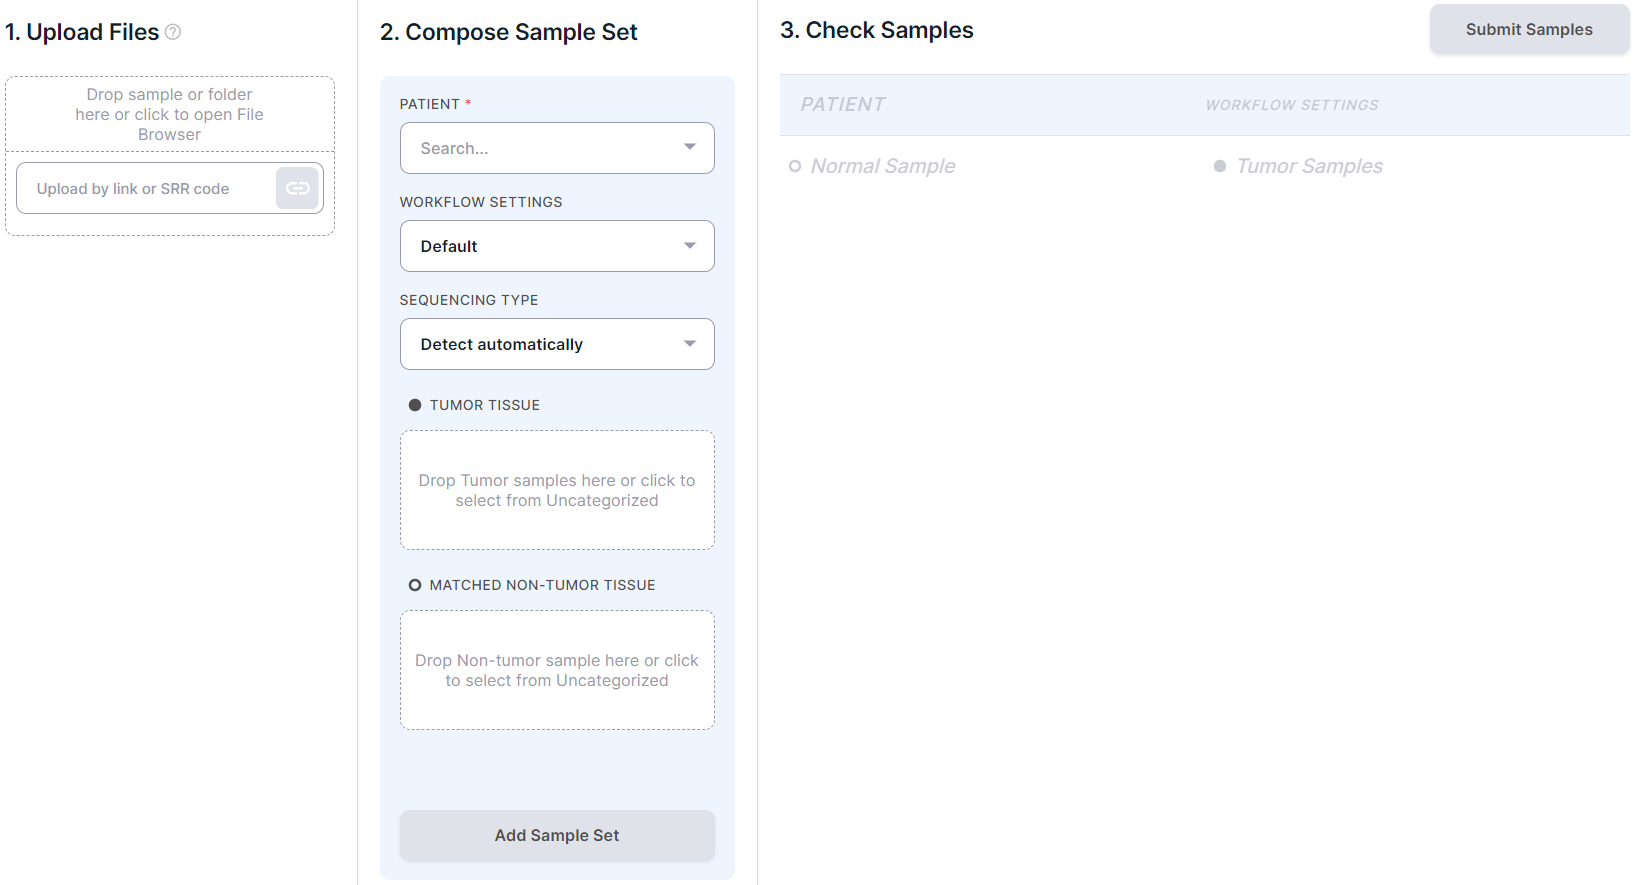 1. Upload Files
Drop sample or folder
here or click to open File
Browser
Upload by link or SRR code
2. Compose Sample Set
PATIENT *
Search...
WORKFLOW SETTINGS
Default
SEQUENCING TYPE
Detect automatically
TUMOR TISSUE
Drop Tumor samples here or click to
select from Uncategorized
MATCHED NON-TUMOR TISSUE
Drop Non-tumor sample here or click
to select from Uncategorized
Add Sample Set
3. Check Samples
Submit Samples
PATIENT
WORKFLOW SETTINGS
Normal Sample
Tumor Samples